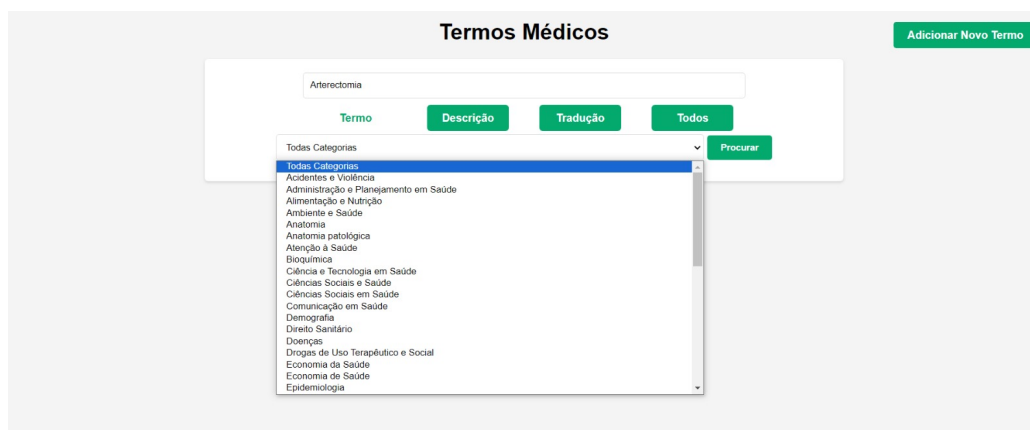 Termos Médicos
Adicionar Novo Termo
Arterectomia
Termo Descrição Tradução Todos
Todas Categorias Procurar
Todas Categorias
Acidentes e Violência
Administração e Planejamento em Saúde
Alimentação e Nutrição
Ambiente e Saúde
Anatomia
Anatomia patológica
Atenção à Saúde
Bioquímica
Ciência e Tecnologia em Saúde
Ciências Sociais e Saúde
Ciências Sociais em Saúde
Comunicação em Saúde
Demografia
Direito Sanitário
Doenças
Drogas de Uso Terapêutico e Social
Economia da Saúde
Economia de Saúde
Epidemiologia